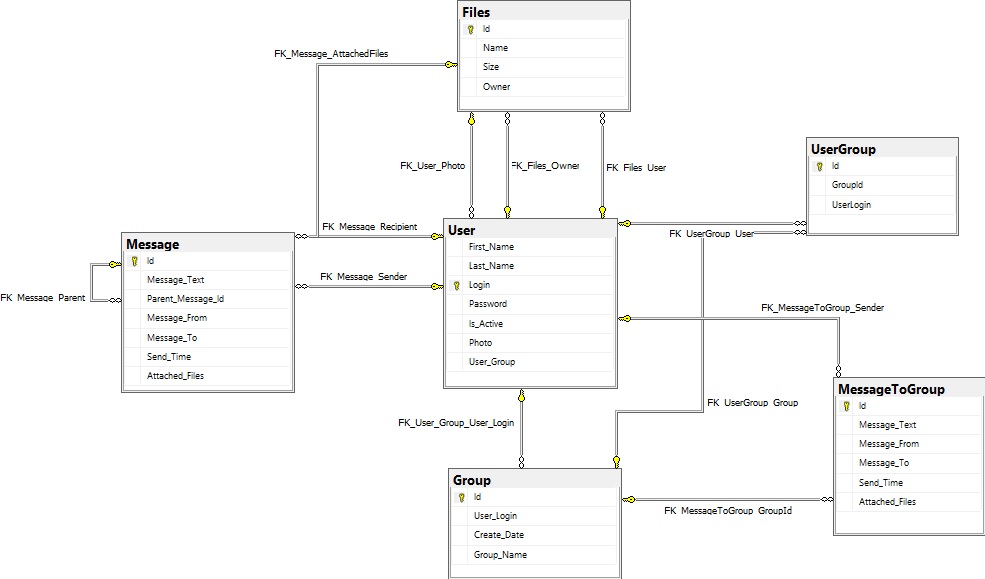 Files
Id
Name
Size
Owner
FK_Message_AttachedFiles
FK_User_Photo
FK_Files_Owner
FK_Files_User
UserGroup
Id
GroupId
UserLogin
FK_Message_Recipient
FK_UserGroup_User
User
First_Name
Last_Name
Login
Password
Is_Active
Photo
User_Group
Message
Id
Message_Text
Parent_Message_Id
Message_From
Message_To
Send_Time
Attached_Files
FK_Message_Sender
FK_Message_Parent
FK_MessageToGroup_Sender
MessageToGroup
Id
Message_Text
Message_From
Message_To
Send_Time
Attached_Files
FK_UserGroup_Group
FK_User_Group_User_Login
Group
Id
User_Login
Create_Date
Group_Name
FK_MessageToGroup_GroupId